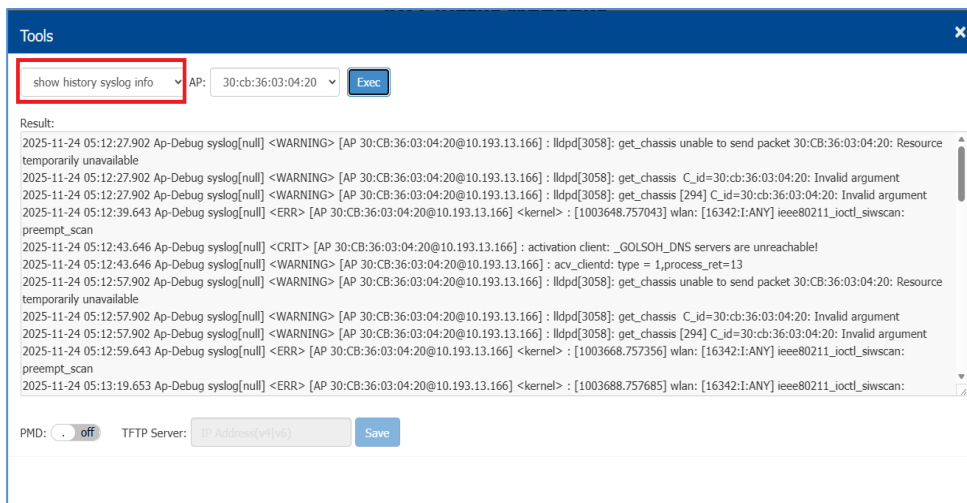 Tools ×
show history syslog info AP: 30:cb:36:03:04:20 Exec
Result:
2025-11-24 05:12:27.902 Ap-Debug syslog[null] <WARNING> [AP 30:CB:36:03:04:20@10.193.13.166] : lldpd[3058]: get_chassis unable to send packet 30:CB:36:03:04:20: Resource
temporarily unavailable
2025-11-24 05:12:27.902 Ap-Debug syslog[null] <WARNING> [AP 30:CB:36:03:04:20@10.193.13.166] : lldpd[3058]: get_chassis  C_id=30:cb:36:03:04:20: Invalid argument
2025-11-24 05:12:27.902 Ap-Debug syslog[null] <WARNING> [AP 30:CB:36:03:04:20@10.193.13.166] : lldpd[3058]: get_chassis [294] C_id=30:cb:36:03:04:20: Invalid argument
2025-11-24 05:12:39.643 Ap-Debug syslog[null] <ERR> [AP 30:CB:36:03:04:20@10.193.13.166] <kernel> : [1003648.757043] wlan: [16342:I:ANY] ieee80211_ioctl_siwscan:
preempt_scan
2025-11-24 05:12:43.646 Ap-Debug syslog[null] <CRIT> [AP 30:CB:36:03:04:20@10.193.13.166] : activation client: _GOLSOH_DNS servers are unreachable!
2025-11-24 05:12:43.646 Ap-Debug syslog[null] <WARNING> [AP 30:CB:36:03:04:20@10.193.13.166] : acv_clientd: type = 1,process_ret=13
2025-11-24 05:12:57.902 Ap-Debug syslog[null] <WARNING> [AP 30:CB:36:03:04:20@10.193.13.166] : lldpd[3058]: get_chassis unable to send packet 30:CB:36:03:04:20: Resource
temporarily unavailable
2025-11-24 05:12:57.902 Ap-Debug syslog[null] <WARNING> [AP 30:CB:36:03:04:20@10.193.13.166] : lldpd[3058]: get_chassis  C_id=30:cb:36:03:04:20: Invalid argument
2025-11-24 05:12:57.902 Ap-Debug syslog[null] <WARNING> [AP 30:CB:36:03:04:20@10.193.13.166] : lldpd[3058]: get_chassis [294] C_id=30:cb:36:03:04:20: Invalid argument
2025-11-24 05:12:59.643 Ap-Debug syslog[null] <ERR> [AP 30:CB:36:03:04:20@10.193.13.166] <kernel> : [1003668.757356] wlan: [16342:I:ANY] ieee80211_ioctl_siwscan:
preempt_scan
2025-11-24 05:13:19.653 Ap-Debug syslog[null] <ERR> [AP 30:CB:36:03:04:20@10.193.13.166] <kernel> : [1003688.757685] wlan: [16342:I:ANY] ieee80211_ioctl_siwscan:
PMD: . off TFTP Server: IP Address(v4|v6) Save